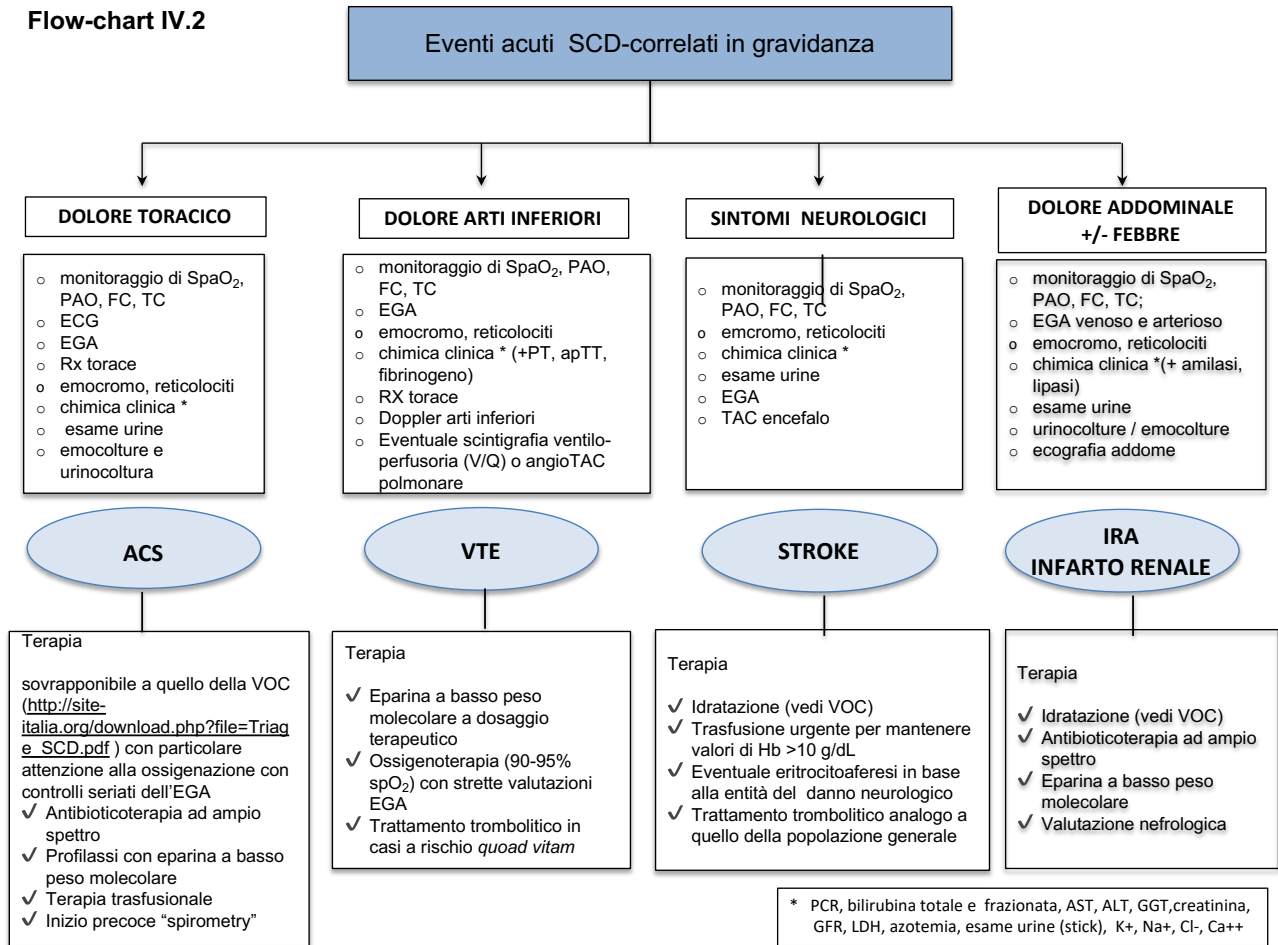 Flow-chart IV.2
Eventi acuti SCD-correlati in gravidanza
DOLORE TORACICO
○ monitoraggio di SpaO₂,
PAO, FC, TC
○ ECG
○ EGA
○ Rx torace
o emocromo, reticolociti
○ chimica clinica *
○ esame urine
○ emocolture e
urinocoltura
ACS
Terapia
sovrapponibile a quello della VOC
(http://site-
italia.org/download.php?file=Triag
e_SCD.pdf ) con particolare
attenzione alla ossigenazione con
controlli seriati dell'EGA
✓ Antibioticoterapia ad ampio
spettro
✓ Profilassi con eparina a basso
peso molecolare
✓ Terapia trasfusionale
✓ Inizio precoce “spirometry”
DOLORE ARTI INFERIORI
○ monitoraggio di SpaO₂, PAO,
FC, TC
○ EGA
o emocromo, reticolociti
○ chimica clinica * (+PT, apTT,
fibrinogeno)
○ RX torace
○ Doppler arti inferiori
○ Eventuale scintigrafia ventilo-
perfusoria (V/Q) o angioTAC
polmonare
VTE
Terapia
✓ Eparina a basso peso
molecolare a dosaggio
terapeutico
✓ Ossigenoterapia (90-95%
spO₂) con strette valutazioni
EGA
✓ Trattamento trombolitico in
casi a rischio quoad vitam
SINTOMI NEUROLOGICI
○ monitoraggio di SpaO₂,
PAO, FC, TC
o emcromo, reticolociti
○ chimica clinica *
○ esame urine
○ EGA
○ TAC encefalo
STROKE
Terapia
✓ Idratazione (vedi VOC)
✓ Trasfusione urgente per mantenere
valori di Hb >10 g/dL
✓ Eventuale eritrocitoaferesi in base
alla entità del danno neurologico
✓ Trattamento trombolitico analogo a
quello della popolazione generale
DOLORE ADDOMINALE
+/- FEBBRE
○ monitoraggio di SpaO₂,
PAO, FC, TC;
○ EGA venoso e arterioso
o emocromo, reticolociti
○ chimica clinica *(+ amilasi,
lipasi)
○ esame urine
○ urinocolture / emocolture
○ ecografia addome
IRA
INFARTO RENALE
Terapia
✓ Idratazione (vedi VOC)
✓ Antibioticoterapia ad ampio
spettro
✓ Eparina a basso peso
molecolare
✓ Valutazione nefrologica
* PCR, bilirubina totale e frazionata, AST, ALT, GGT,creatinina,
GFR, LDH, azotemia, esame urine (stick), K+, Na+, Cl-, Ca++